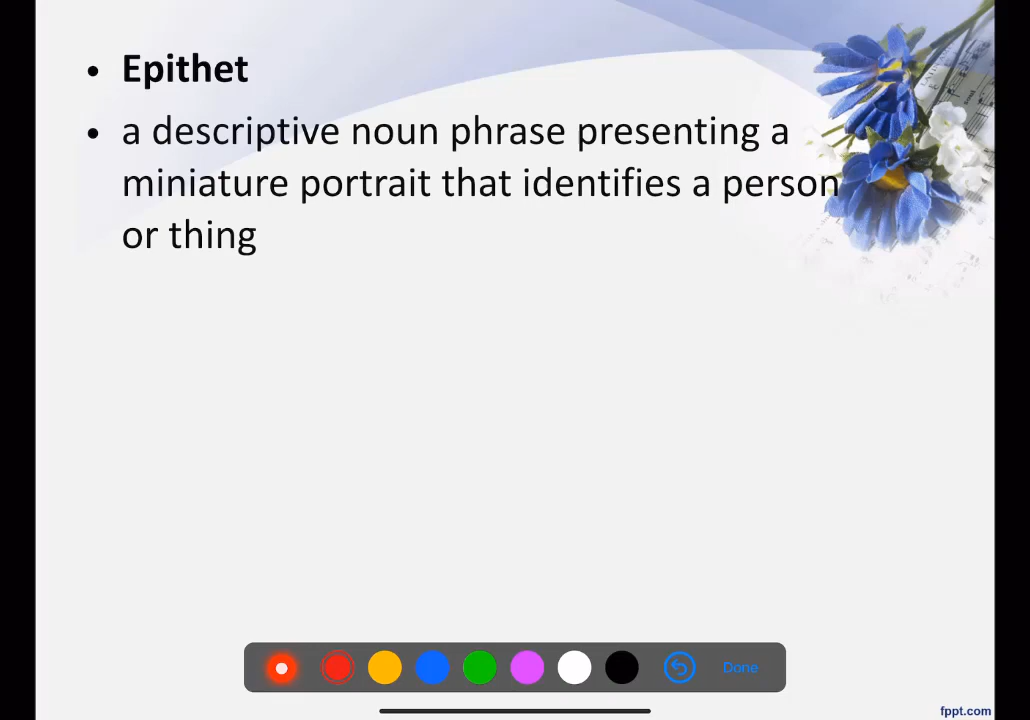 • Epithet
• a descriptive noun phrase presenting a
miniature portrait that identifies a person
or thing
Done
fppt.com